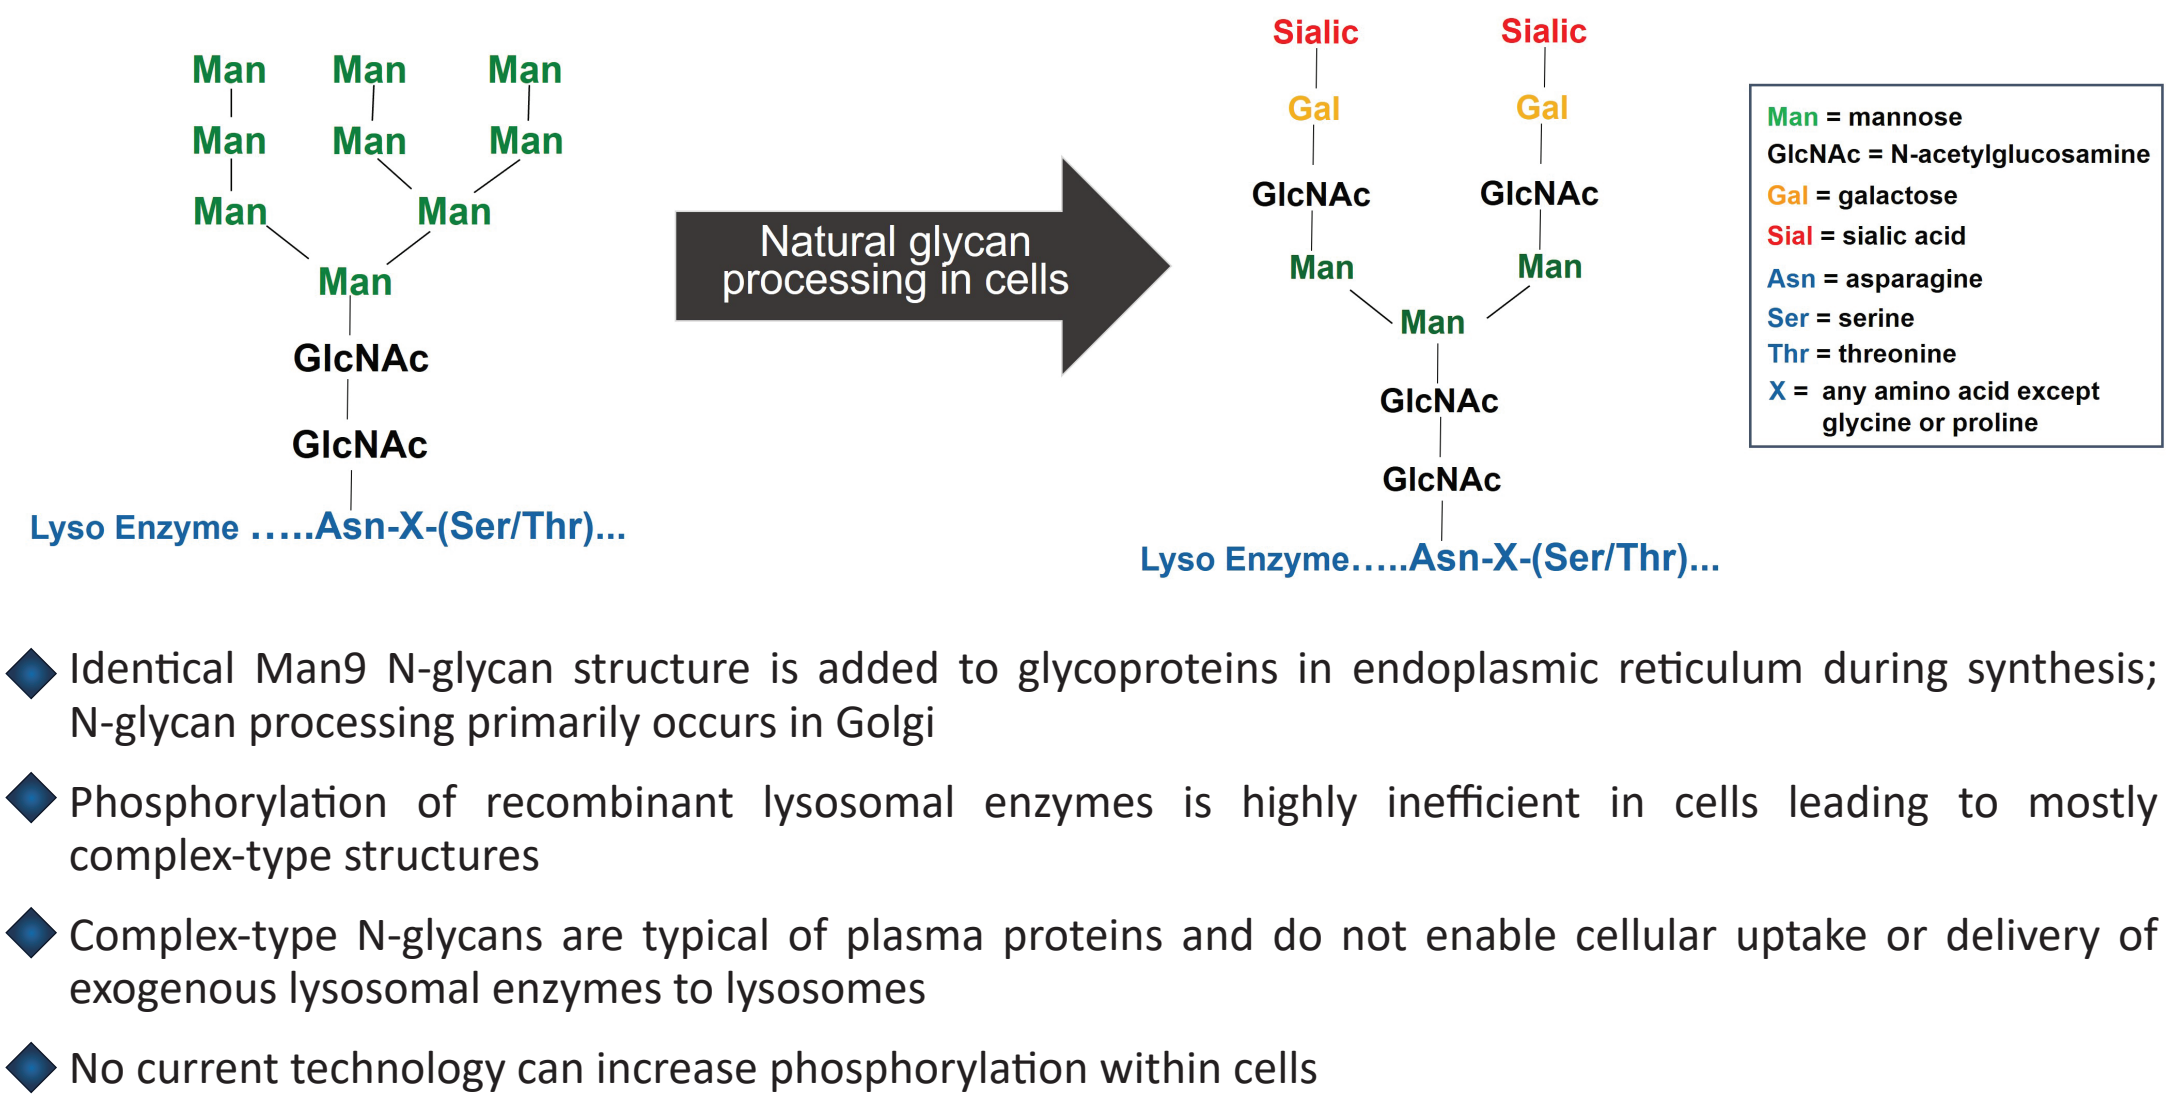 Man Man Man
Man Man Man
Man Man
Man
GlcNAc
GlcNAc
Lyso Enzyme .....Asn-X-(Ser/Thr)...
Natural glycan
processing in cells
Sialic Sialic
Gal Gal
GlcNAc GlcNAc
Man Man
Man
GlcNAc
GlcNAc
Lyso Enzyme.....Asn-X-(Ser/Thr)...
Man = mannose
GlcNAc = N-acetylglucosamine
Gal = galactose
Sial = sialic acid
Asn = asparagine
Ser = serine
Thr = threonine
X = any amino acid except
glycine or proline
Identical Man9 N-glycan structure is added to glycoproteins in endoplasmic reticulum during synthesis;
N-glycan processing primarily occurs in Golgi
Phosphorylation of recombinant lysosomal enzymes is highly inefficient in cells leading to mostly
complex-type structures
Complex-type N-glycans are typical of plasma proteins and do not enable cellular uptake or delivery of
exogenous lysosomal enzymes to lysosomes
No current technology can increase phosphorylation within cells